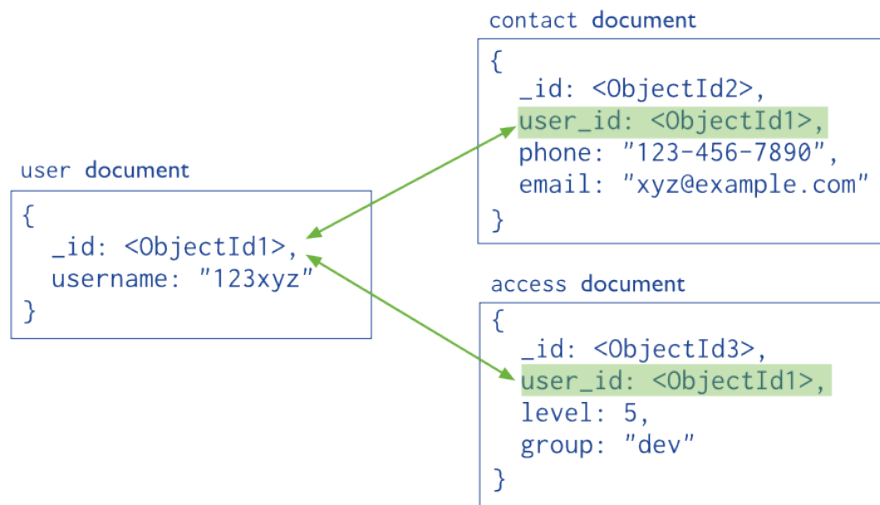 user document
{
_id: <ObjectId1>,
username: "123xyz"
}
contact document
{
_id: <ObjectId2>,
user_id: <ObjectId1>,
phone: "123-456-7890",
email: "xyz@example.com"
}
access document
{
_id: <ObjectId3>,
user_id: <ObjectId1>,
level: 5,
group: "dev"
}